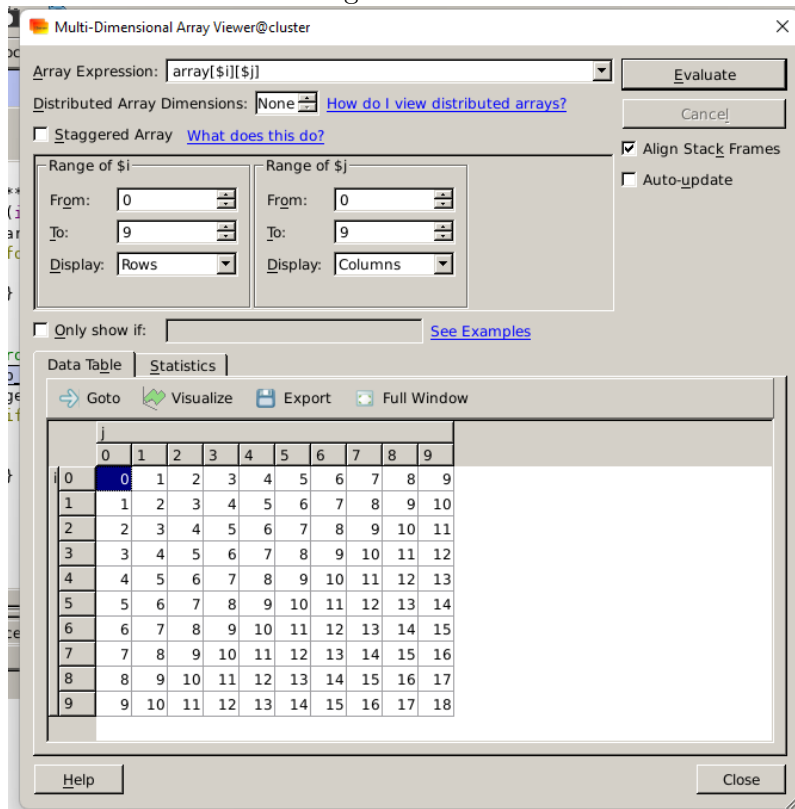 Multi-Dimensional Array Viewer@cluster
Array Expression: array[$i][$j]
Evaluate
Distributed Array Dimensions: None How do I view distributed arrays?
Cancel
Staggered Array What does this do?
Align Stack Frames
Auto-update
Range of $i Range of $j
From: 0 From: 0
To: 9 To: 9
Display: Rows Display: Columns
Only show if: See Examples
Data Table Statistics
Goto Visualize Export Full Window
j
0 1 2 3 4 5 6 7 8 9
i 0 0 1 2 3 4 5 6 7 8 9
1 1 2 3 4 5 6 7 8 9 10
2 2 3 4 5 6 7 8 9 10 11
3 3 4 5 6 7 8 9 10 11 12
4 4 5 6 7 8 9 10 11 12 13
5 5 6 7 8 9 10 11 12 13 14
6 6 7 8 9 10 11 12 13 14 15
7 7 8 9 10 11 12 13 14 15 16
8 8 9 10 11 12 13 14 15 16 17
9 9 10 11 12 13 14 15 16 17 18
Help Close